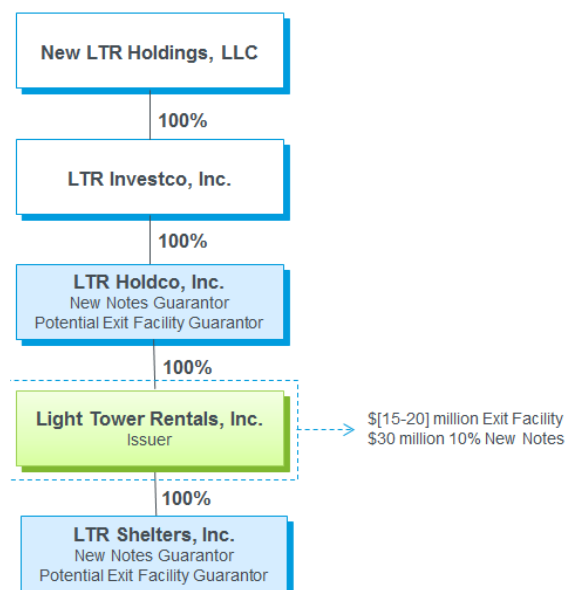 New LTR Holdings, LLC
100%
LTR Investco, Inc.
100%
LTR Holdco, Inc.
New Notes Guarantor
Potential Exit Facility Guarantor
100%
Light Tower Rentals, Inc.
Issuer
$[15-20] million Exit Facility
$30 million 10% New Notes
100%
LTR Shelters, Inc.
New Notes Guarantor
Potential Exit Facility Guarantor